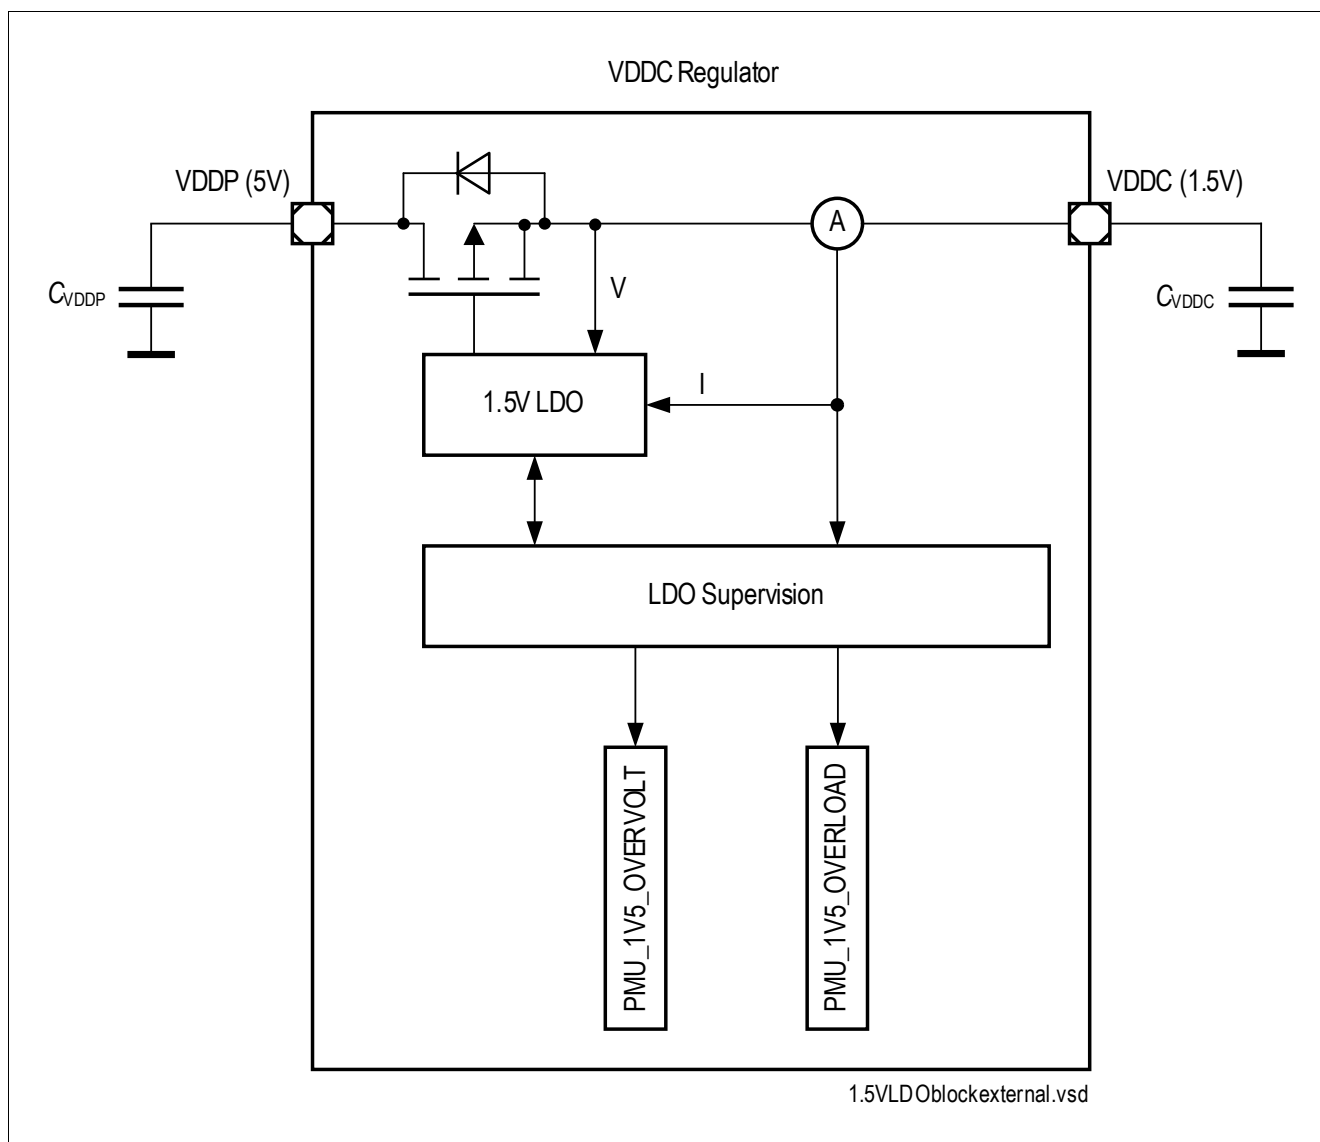 VDDC Regulator
VDDP (5V)
VDDC (1.5V)
A
CVDDP
V
CVDDC
I
1.5V LDO
LDO Supervision
PMU_1V5_OVERVOLT
PMU_1V5_OVERLOAD
1.5VLDOblockexternal.vsd